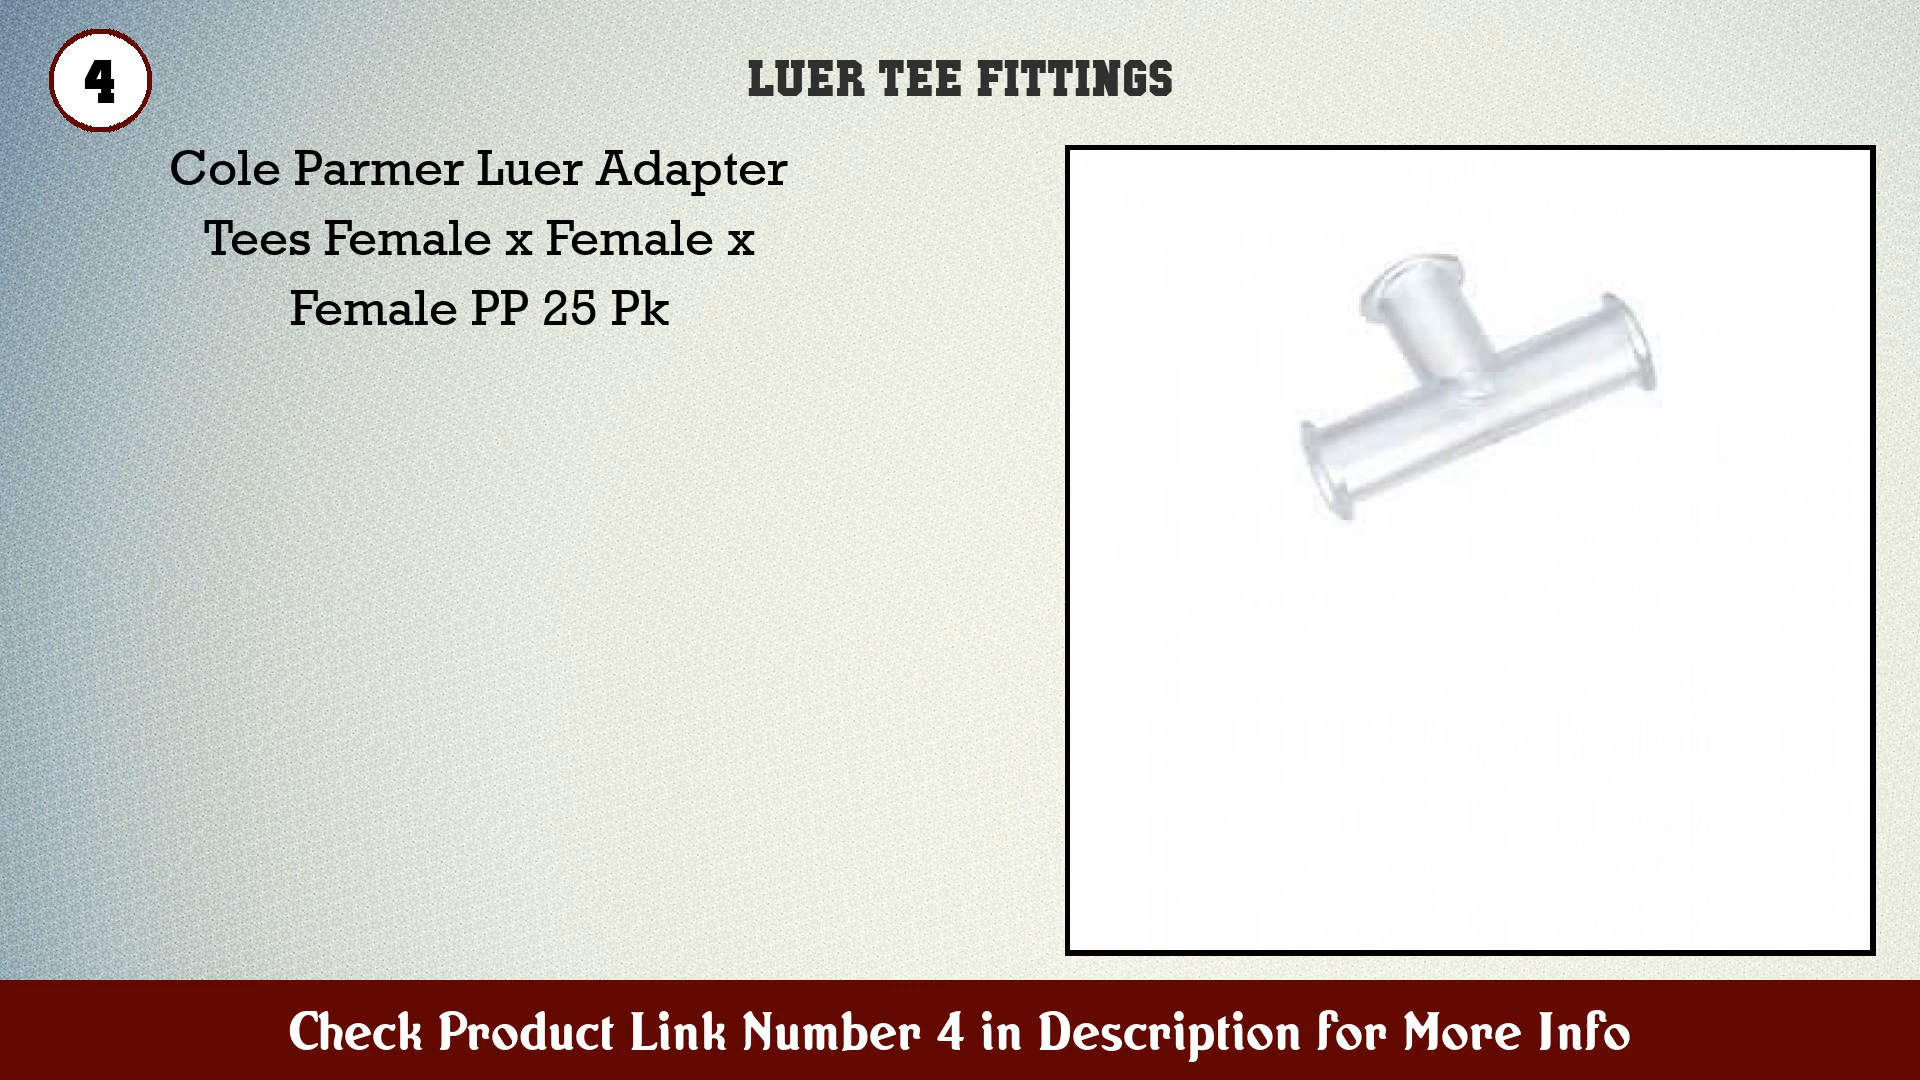 4
LUER TEE FITTINGS
Cole Parmer Luer Adapter
Tees Female x Female x
Female PP 25 Pk
Check Product Link Number 4 in Description for More Info